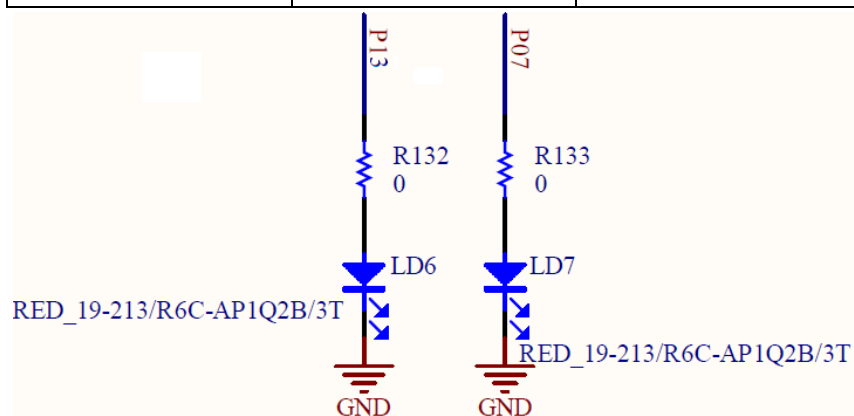 P13
P07
R132
0
R133
0
LD6
LD7
RED_19-213/R6C-AP1Q2B/3T
RED_19-213/R6C-AP1Q2B/3T
GND
GND